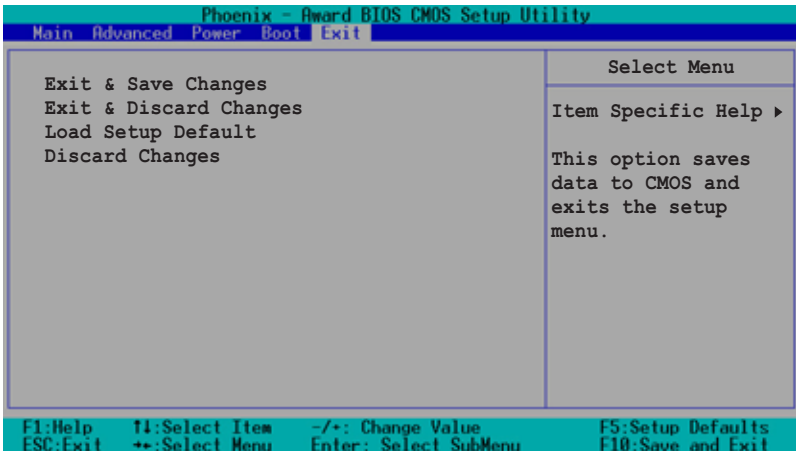 Phoenix - Award BIOS CMOS Setup Utility
Main Advanced Power Boot Exit
Exit & Save Changes
Exit & Discard Changes
Load Setup Default
Discard Changes
Select Menu
Item Specific Help ▸
This option saves
data to CMOS and
exits the setup
menu.
F1:Help ↑↓:Select Item -/+: Change Value F5:Setup Defaults
ESC:Exit ←→:Select Menu Enter: Select SubMenu F10:Save and Exit